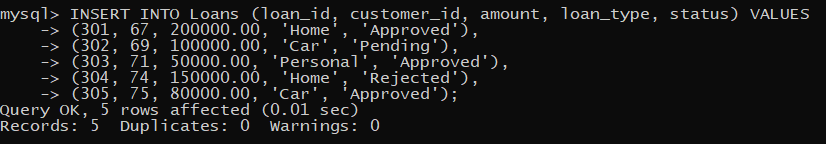 mysql> INSERT INTO Loans (loan_id, customer_id, amount, loan_type, status) VALUES
    -> (301, 67, 200000.00, 'Home', 'Approved'),
    -> (302, 69, 100000.00, 'Car', 'Pending'),
    -> (303, 71, 50000.00, 'Personal', 'Approved'),
    -> (304, 74, 150000.00, 'Home', 'Rejected'),
    -> (305, 75, 80000.00, 'Car', 'Approved');
Query OK, 5 rows affected (0.01 sec)
Records: 5  Duplicates: 0  Warnings: 0